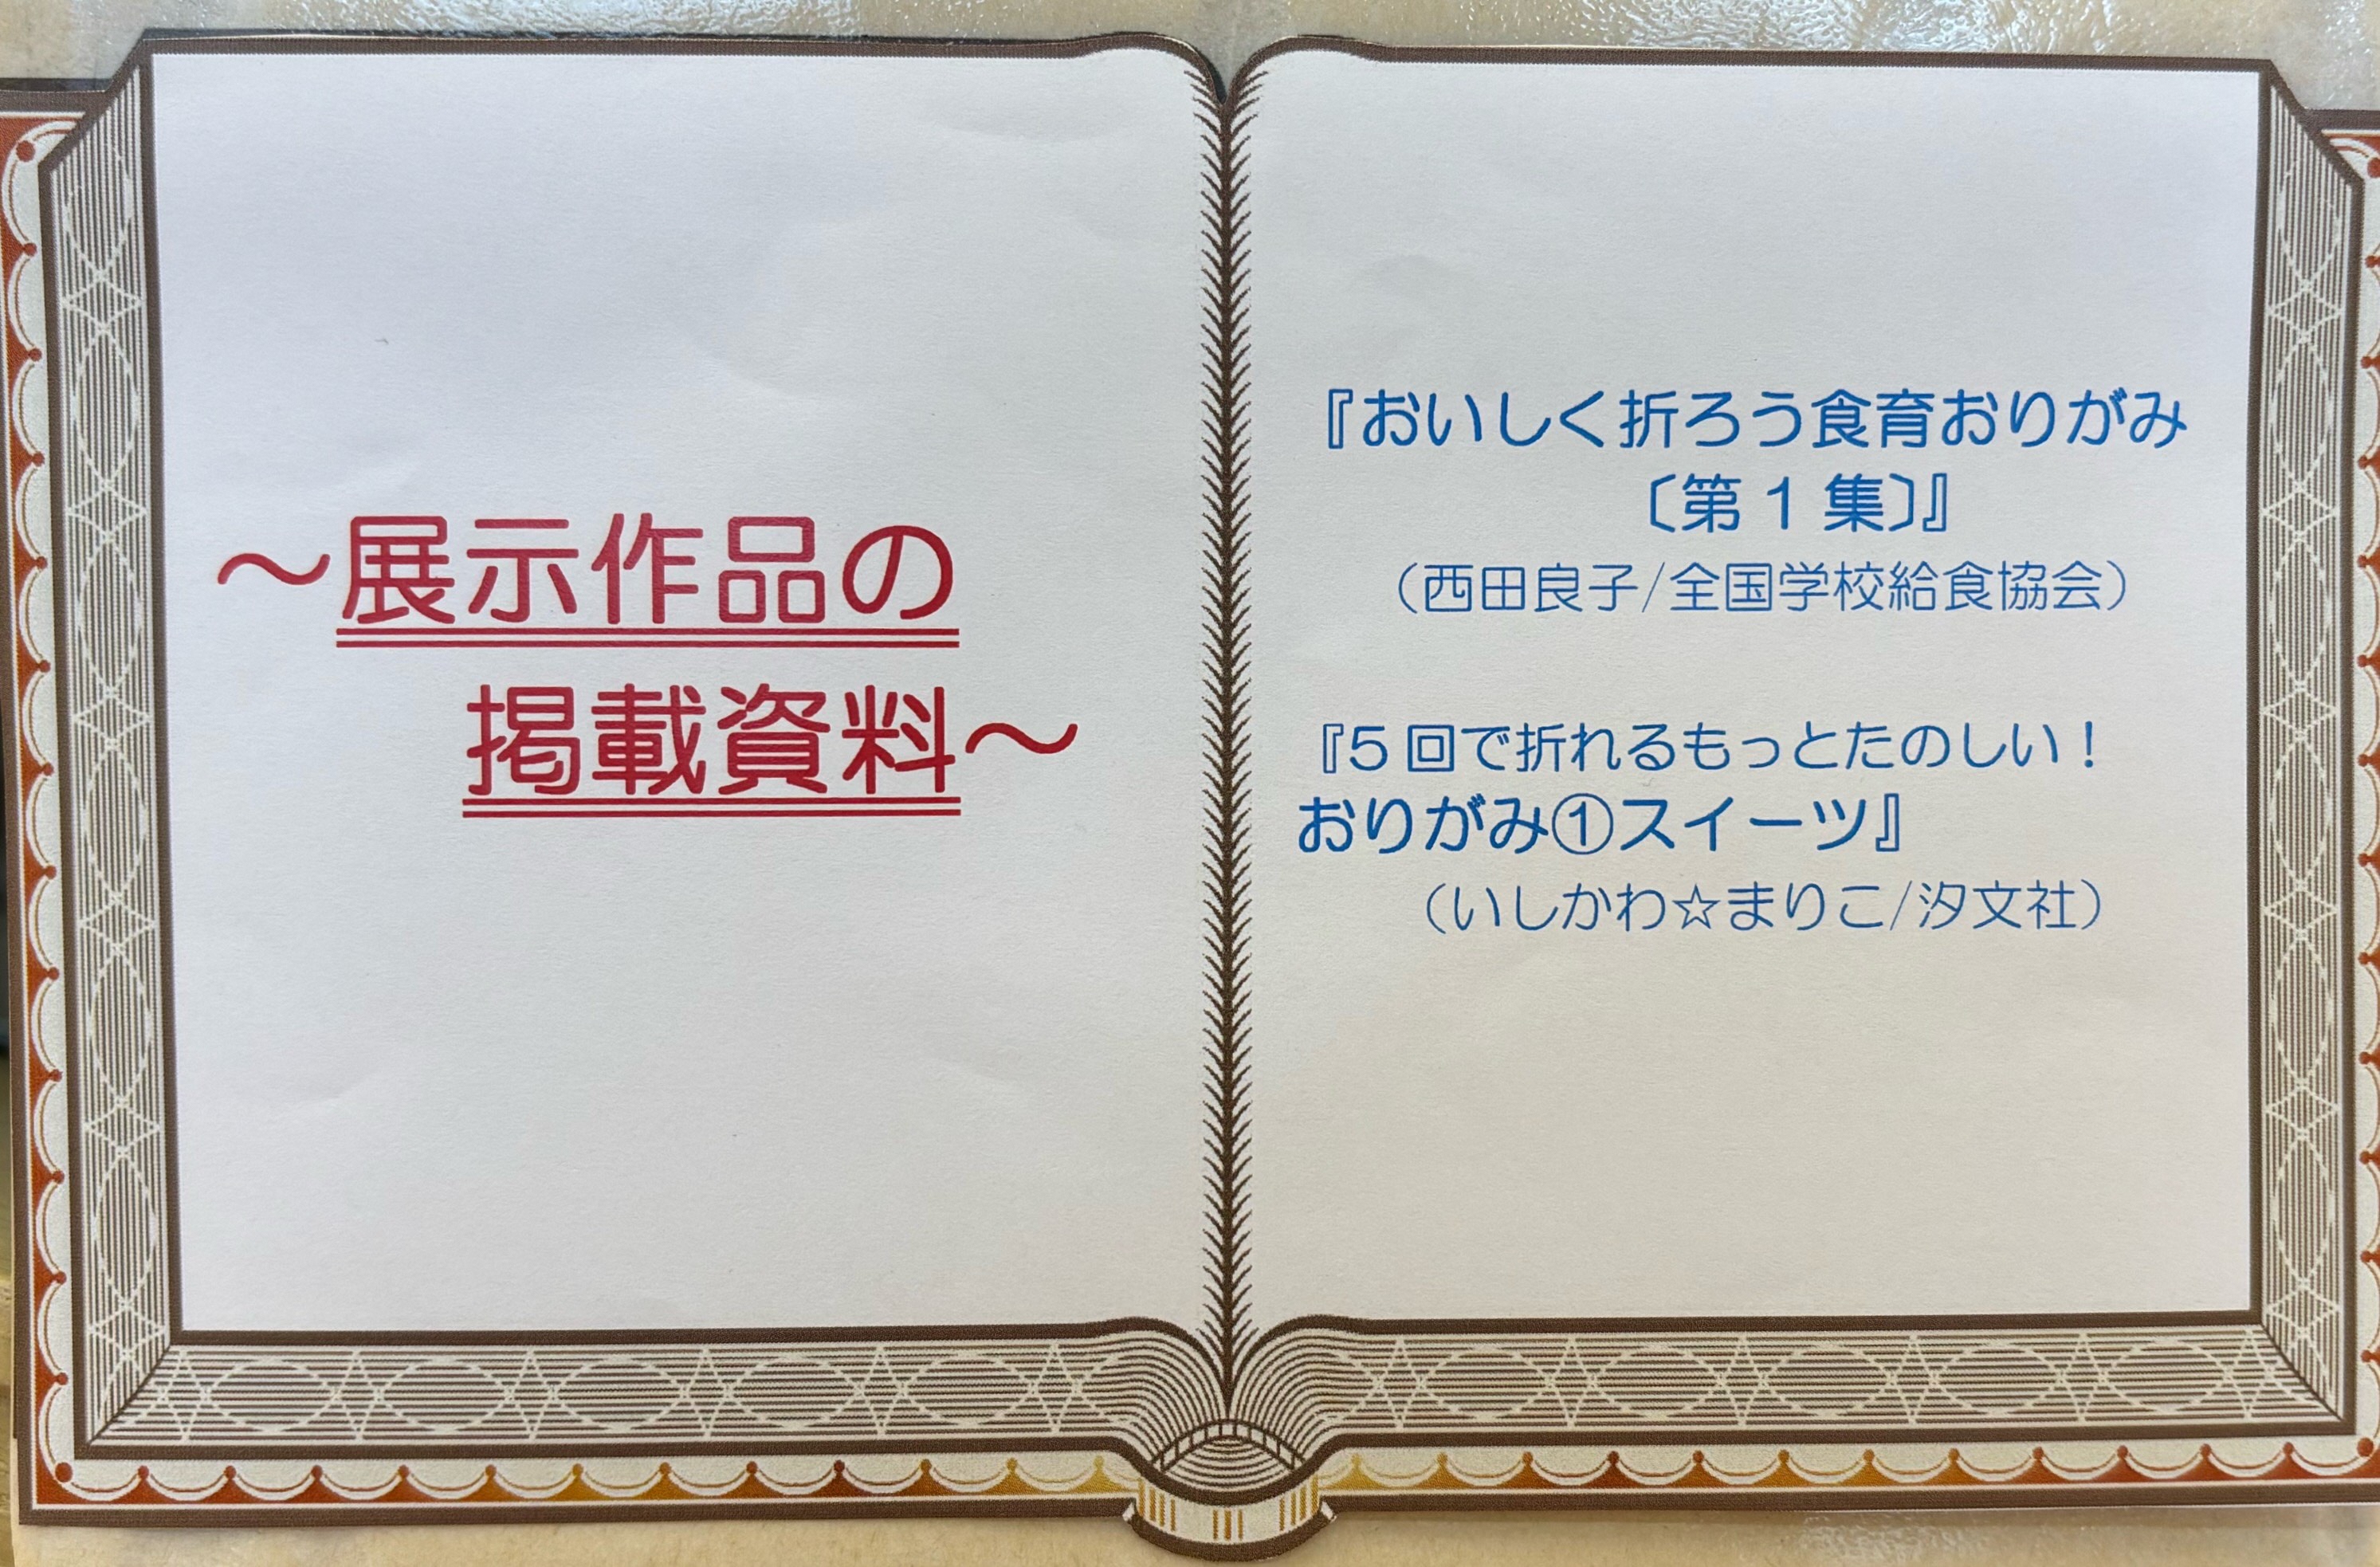 ～展示作品の
掲載資料～
『おいしく折ろう食育おりがみ
〔第1集〕』
（西田良子/全国学校給食協会）
『5回で折れるもっとたのしい！
おりがみ①スイーツ』
（いしかわ☆まりこ/汐文社）